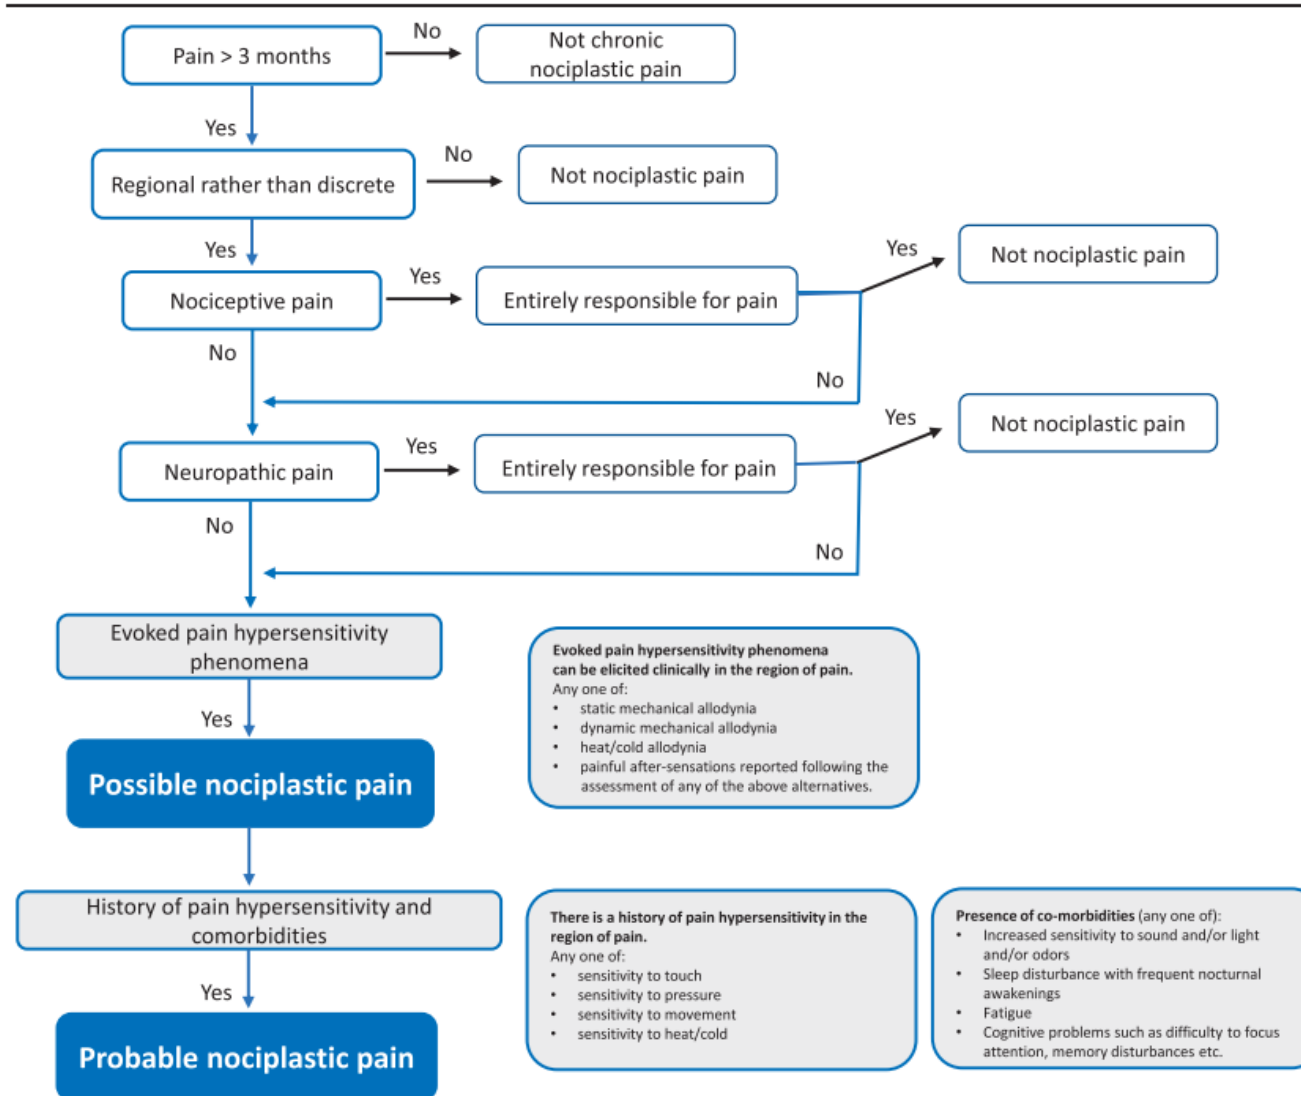 Pain > 3 months
No
Not chronic
nociplastic pain
Yes
Regional rather than discrete
No
Not nociplastic pain
Yes
Nociceptive pain
Yes
Entirely responsible for pain
Yes
Not nociplastic pain
No
No
Neuropathic pain
Yes
Entirely responsible for pain
Yes
Not nociplastic pain
No
No
Evoked pain hypersensitivity
phenomena
Evoked pain hypersensitivity phenomena
can be elicited clinically in the region of pain.
Any one of:
• static mechanical allodynia
• dynamic mechanical allodynia
• heat/cold allodynia
• painful after-sensations reported following the
assessment of any of the above alternatives.
Yes
Possible nociplastic pain
History of pain hypersensitivity and
comorbidities
There is a history of pain hypersensitivity in the
region of pain.
Any one of:
• sensitivity to touch
• sensitivity to pressure
• sensitivity to movement
• sensitivity to heat/cold
Presence of co-morbidities (any one of):
• Increased sensitivity to sound and/or light
and/or odors
• Sleep disturbance with frequent nocturnal
awakenings
• Fatigue
• Cognitive problems such as difficulty to focus
attention, memory disturbances etc.
Yes
Probable nociplastic pain